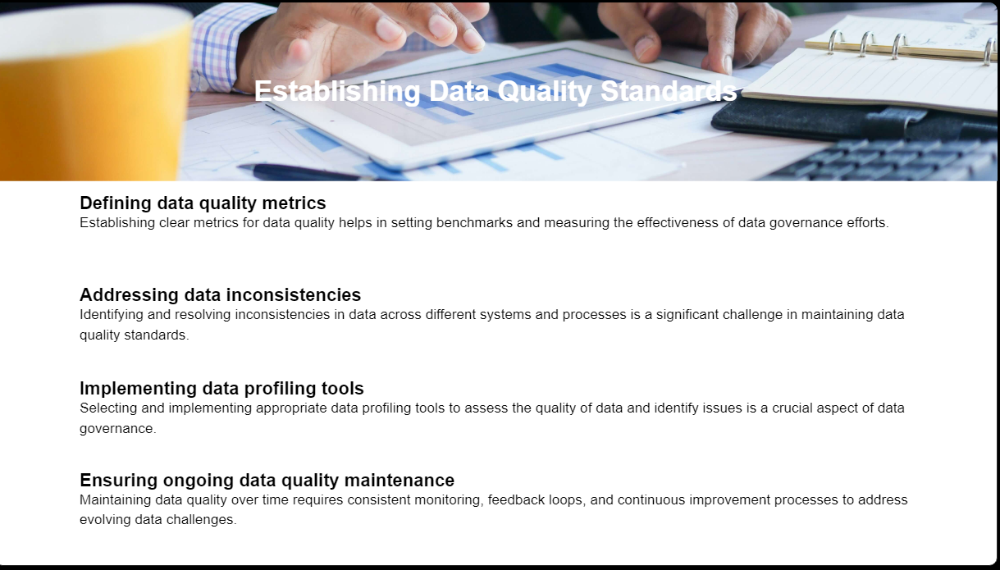 Establishing Data Quality Standards
Defining data quality metrics
Establishing clear metrics for data quality helps in setting benchmarks and measuring the effectiveness of data governance efforts.
Addressing data inconsistencies
Identifying and resolving inconsistencies in data across different systems and processes is a significant challenge in maintaining data
quality standards.
Implementing data profiling tools
Selecting and implementing appropriate data profiling tools to assess the quality of data and identify issues is a crucial aspect of data
governance.
Ensuring ongoing data quality maintenance
Maintaining data quality over time requires consistent monitoring, feedback loops, and continuous improvement processes to address
evolving data challenges.